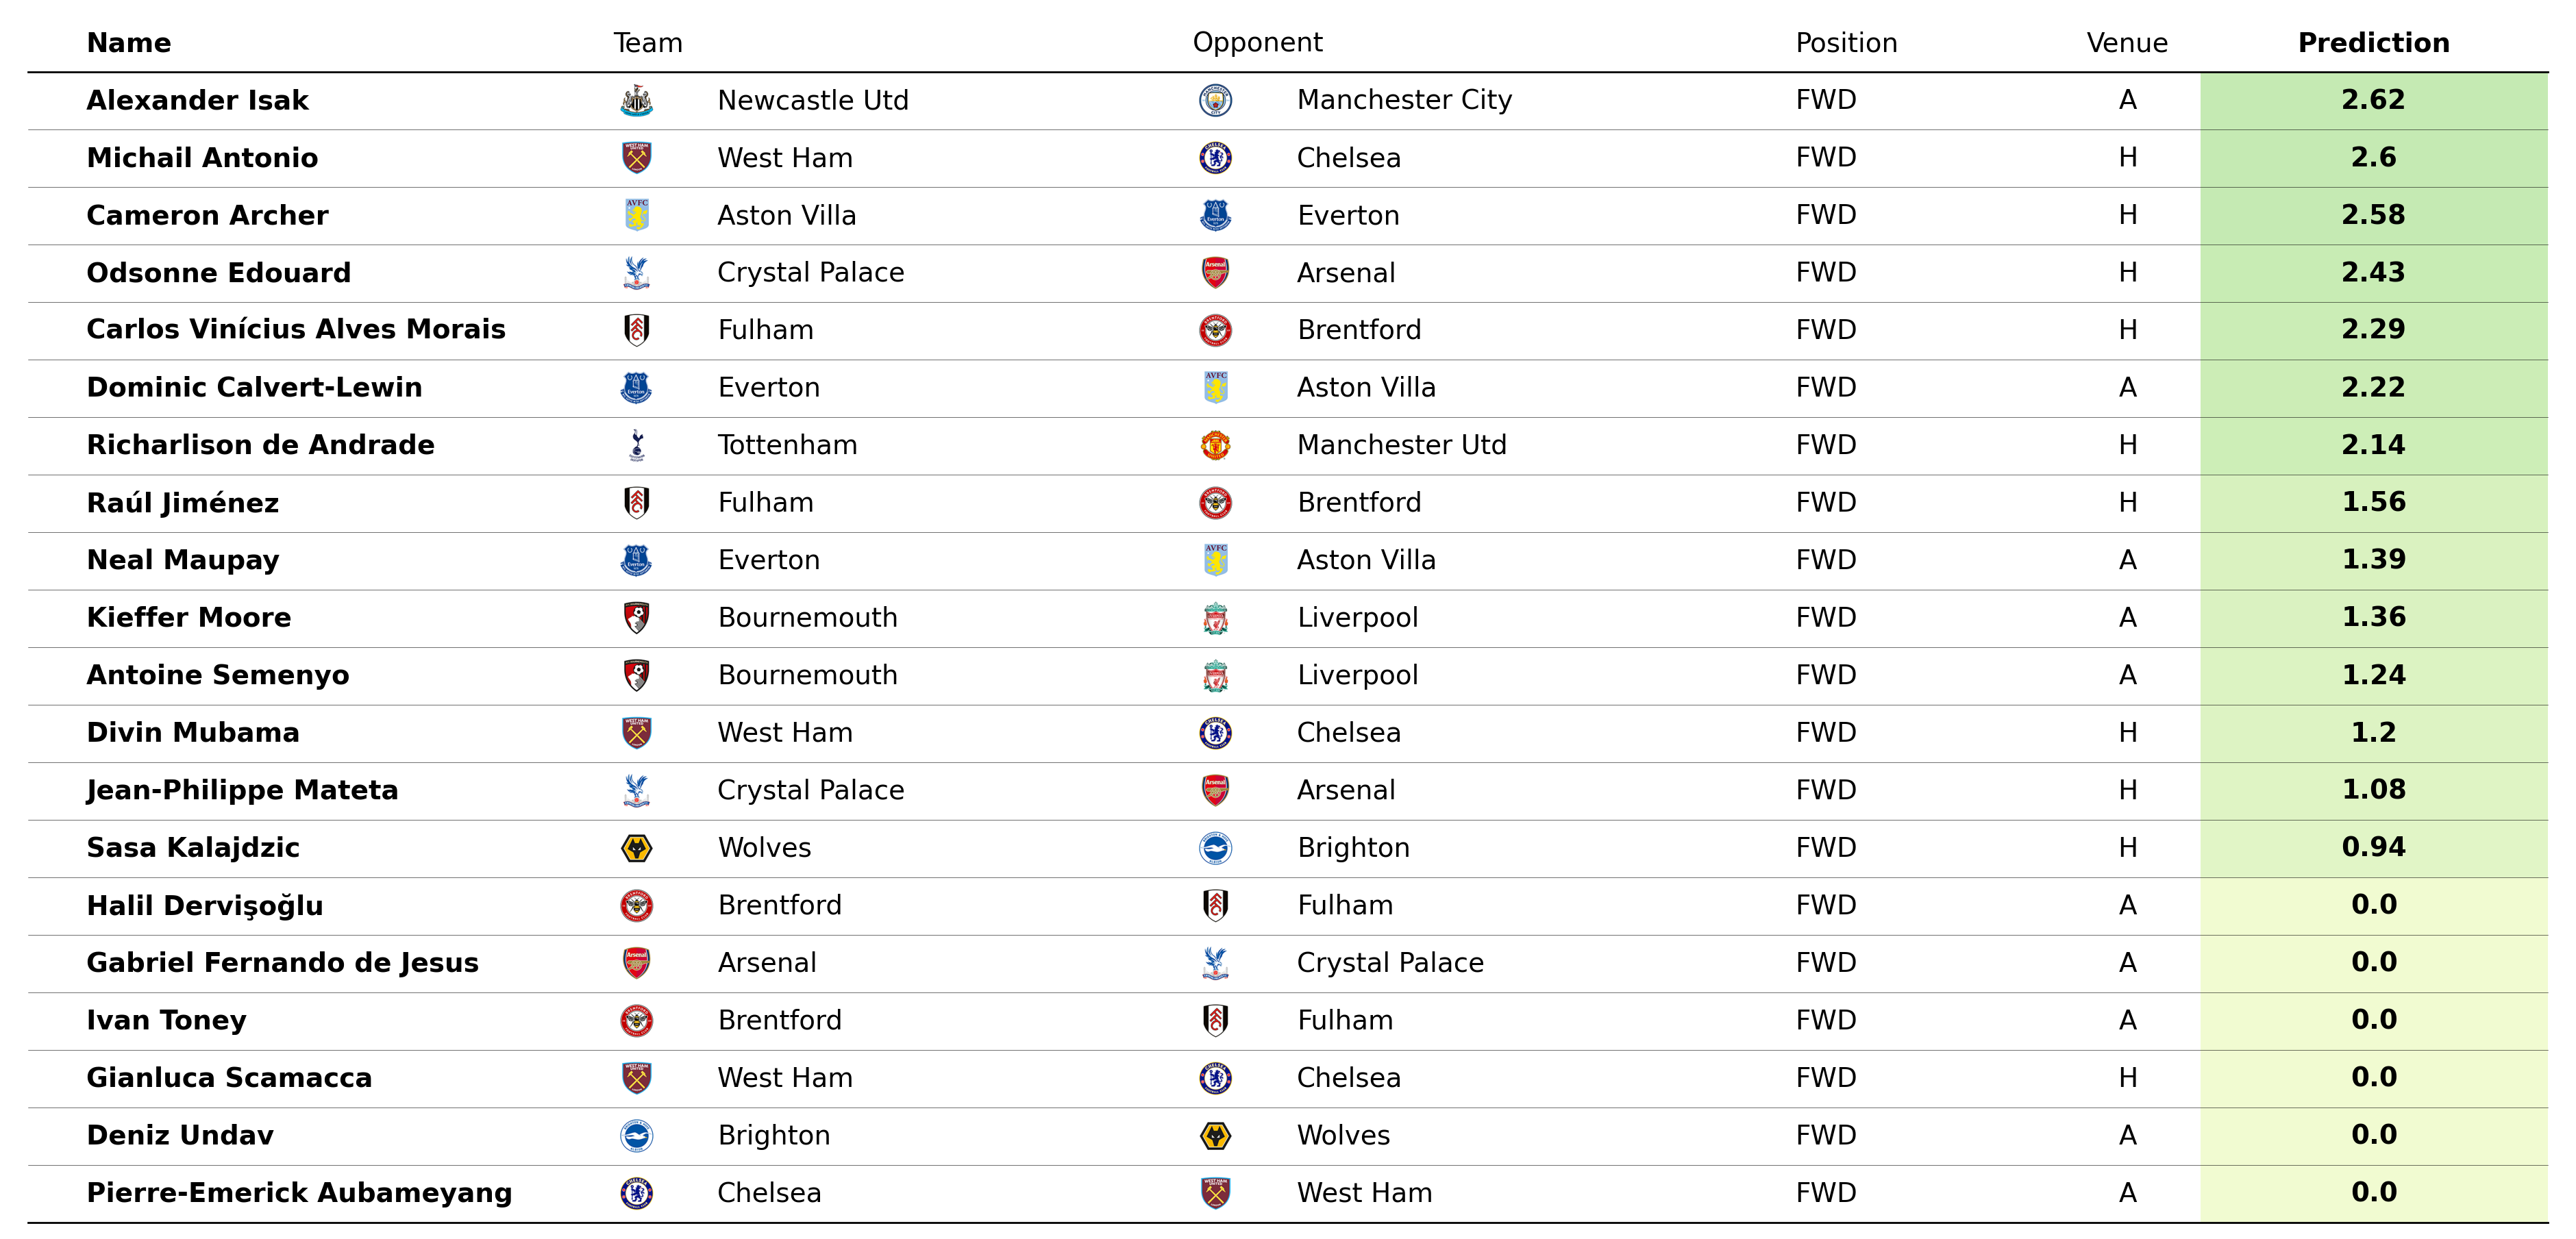 Name Team Opponent Position Venue Prediction
Alexander Isak Newcastle Utd Manchester City FWD A 2.62
Michail Antonio West Ham Chelsea FWD H 2.6
Cameron Archer Aston Villa Everton FWD H 2.58
Odsonne Edouard Crystal Palace Arsenal FWD H 2.43
Carlos Vinícius Alves Morais Fulham Brentford FWD H 2.29
Dominic Calvert-Lewin Everton Aston Villa FWD A 2.22
Richarlison de Andrade Tottenham Manchester Utd FWD H 2.14
Raúl Jiménez Fulham Brentford FWD H 1.56
Neal Maupay Everton Aston Villa FWD A 1.39
Kieffer Moore Bournemouth Liverpool FWD A 1.36
Antoine Semenyo Bournemouth Liverpool FWD A 1.24
Divin Mubama West Ham Chelsea FWD H 1.2
Jean-Philippe Mateta Crystal Palace Arsenal FWD H 1.08
Sasa Kalajdzic Wolves Brighton FWD H 0.94
Halil Dervişoğlu Brentford Fulham FWD A 0.0
Gabriel Fernando de Jesus Arsenal Crystal Palace FWD A 0.0
Ivan Toney Brentford Fulham FWD A 0.0
Gianluca Scamacca West Ham Chelsea FWD H 0.0
Deniz Undav Brighton Wolves FWD A 0.0
Pierre-Emerick Aubameyang Chelsea West Ham FWD A 0.0